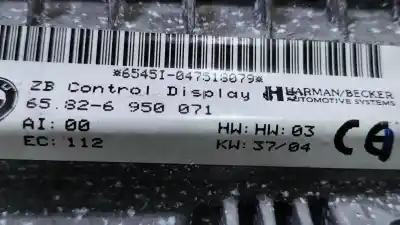 *6545I-047518079*
ZB Control Display
HARMAN/BECKER
AUTOMOTIVE SYSTEMS
65.82-6 950 071
AI: 00
HW: HW: 03
EC: 112
KW: 37/04